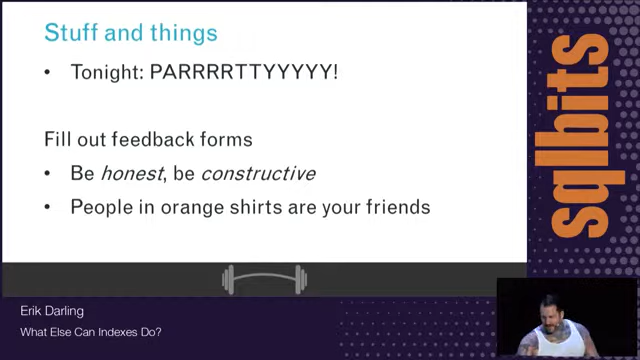 Stuff and things
• Tonight: PARRRRTTYYYYY!
Fill out feedback forms
• Be honest, be constructive
• People in orange shirts are your friends
sqlbits
Erik Darling
What Else Can Indexes Do?